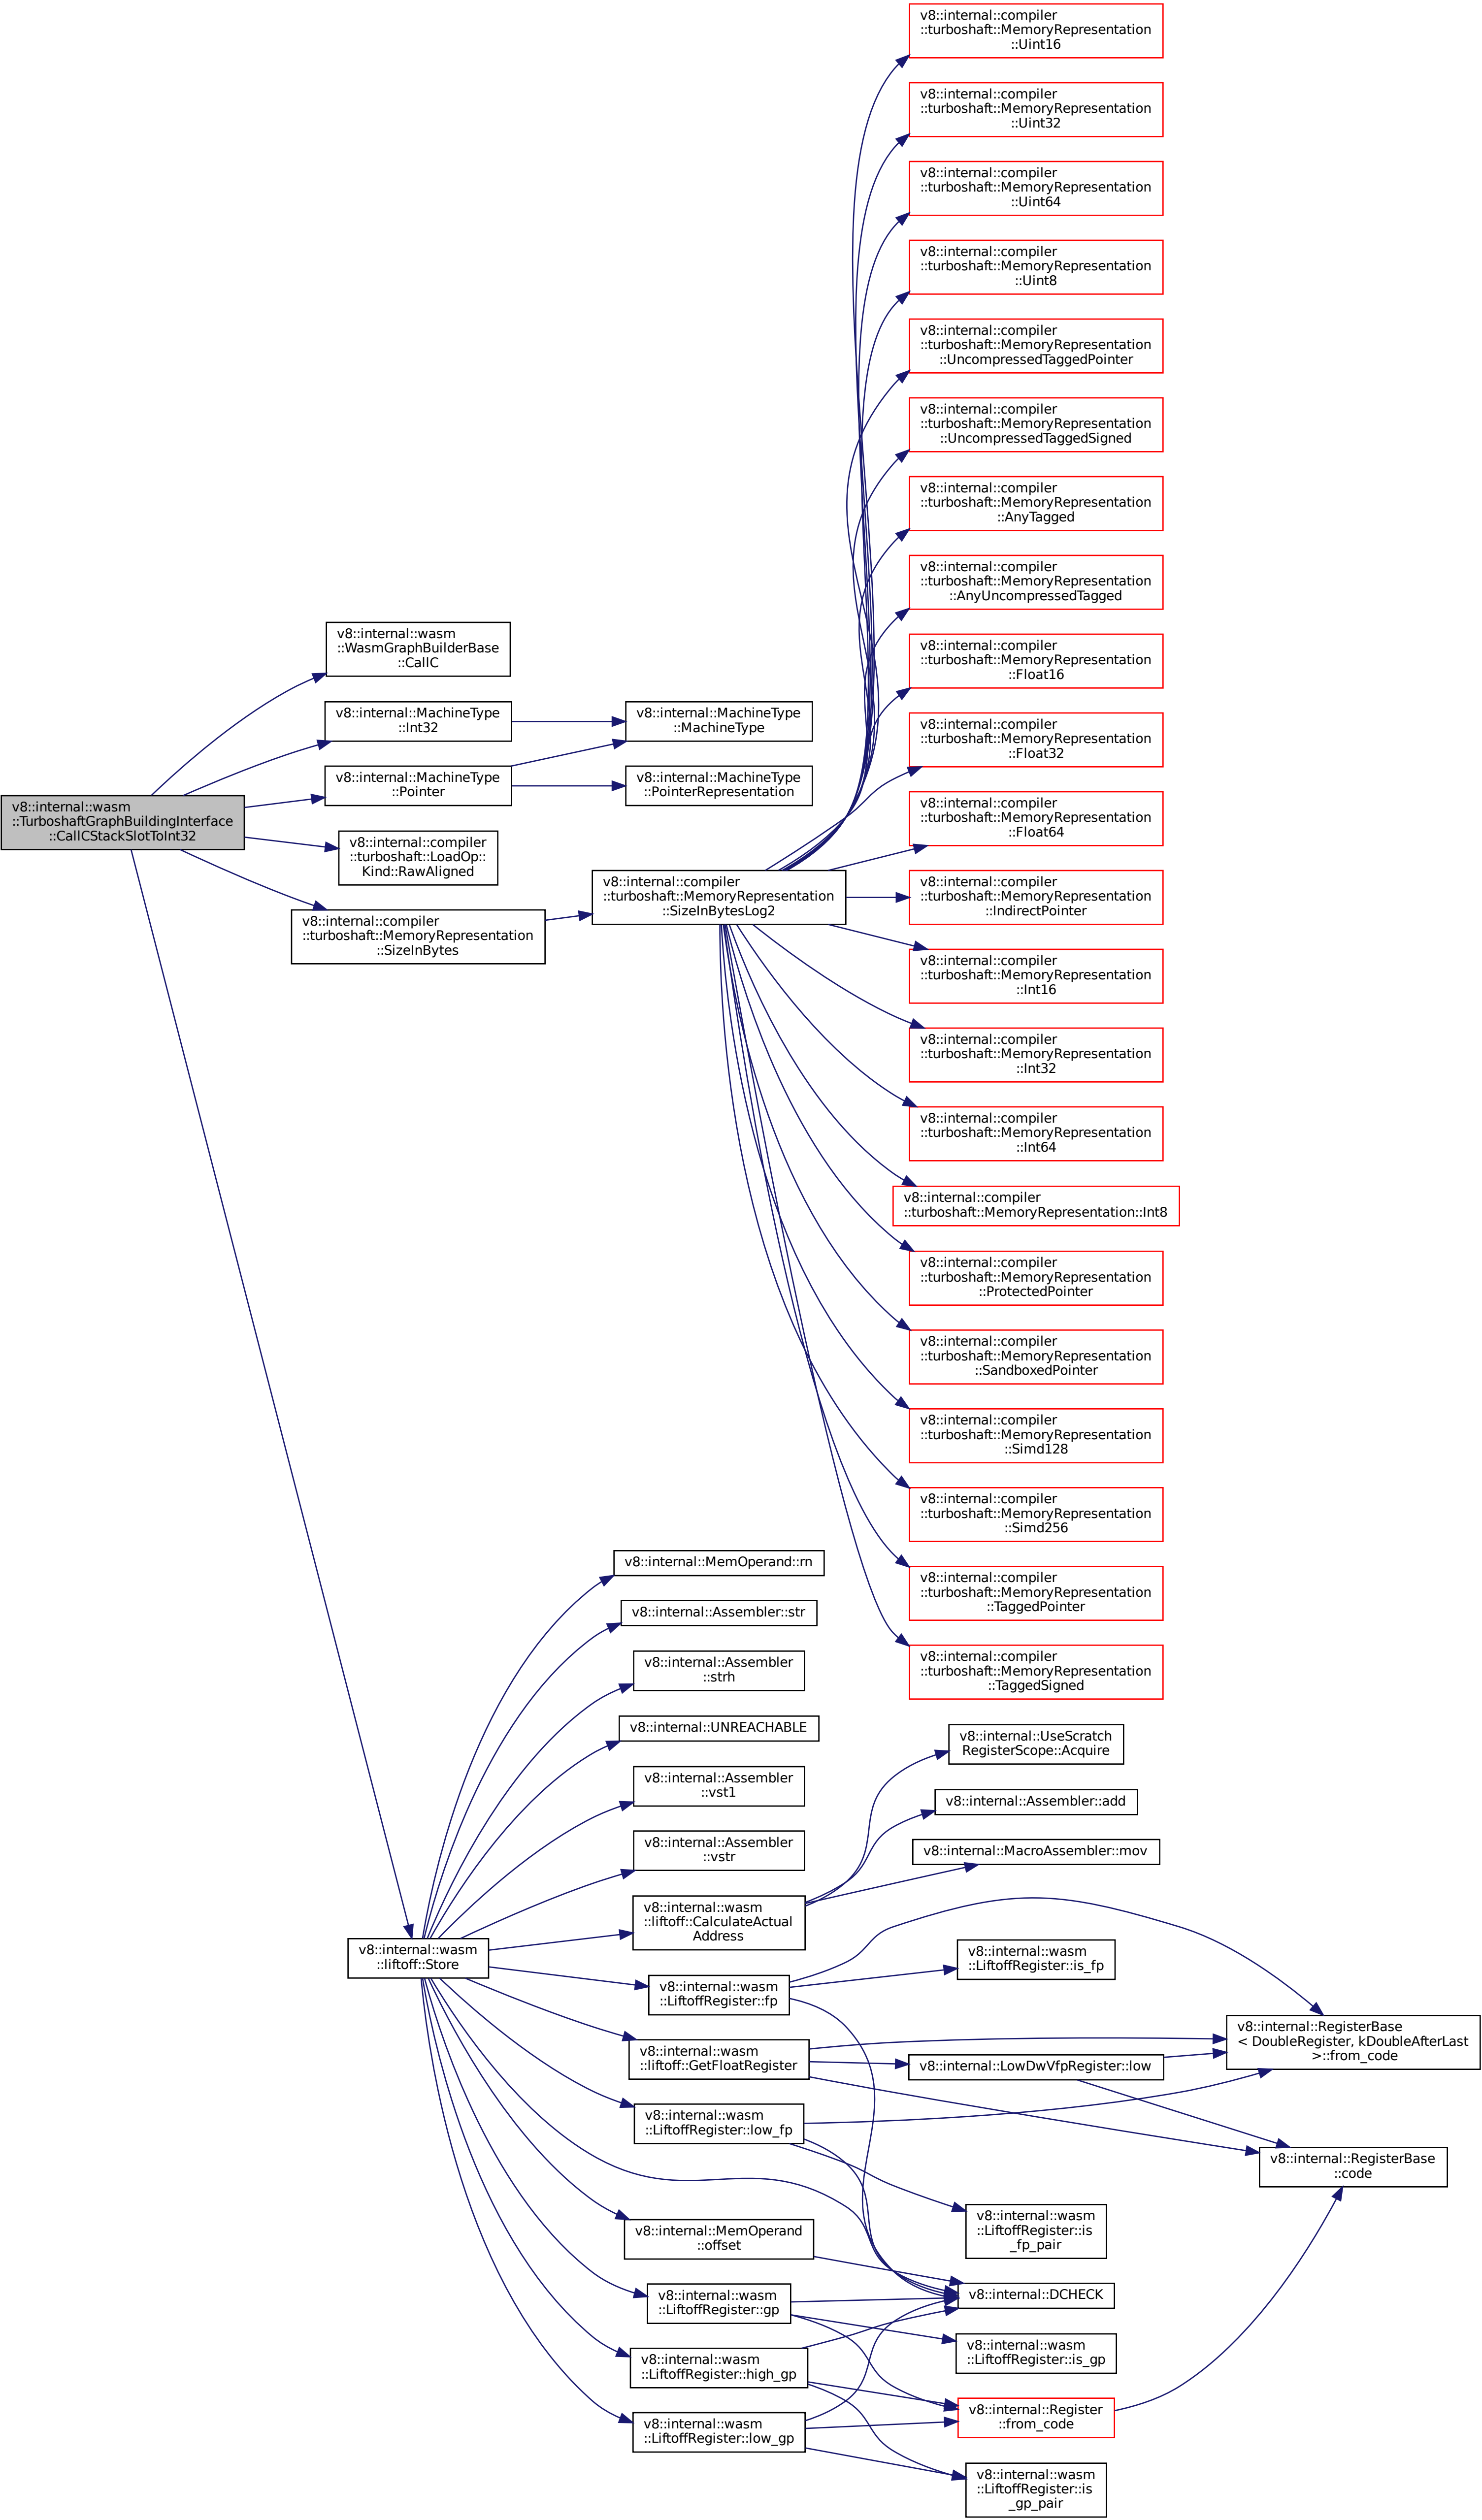 v8::internal::compiler
::turboshaft::MemoryRepresentation
::Uint16
v8::internal::compiler
::turboshaft::MemoryRepresentation
::Uint32
v8::internal::compiler
::turboshaft::MemoryRepresentation
::Uint64
v8::internal::compiler
::turboshaft::MemoryRepresentation
::Uint8
v8::internal::compiler
::turboshaft::MemoryRepresentation
::UncompressedTaggedPointer
v8::internal::compiler
::turboshaft::MemoryRepresentation
::UncompressedTaggedSigned
v8::internal::compiler
::turboshaft::MemoryRepresentation
::AnyTagged
v8::internal::compiler
::turboshaft::MemoryRepresentation
::AnyUncompressedTagged
v8::internal::wasm
::WasmGraphBuilderBase
::CallC
v8::internal::compiler
::turboshaft::MemoryRepresentation
::Float16
v8::internal::MachineType
::Int32
v8::internal::MachineType
::MachineType
v8::internal::compiler
::turboshaft::MemoryRepresentation
::Float32
v8::internal::MachineType
::Pointer
v8::internal::MachineType
::PointerRepresentation
v8::internal::wasm
::TurboshaftGraphBuildingInterface
::CallCStackSlotToInt32
v8::internal::compiler
::turboshaft::MemoryRepresentation
::Float64
v8::internal::compiler
::turboshaft::LoadOp::
Kind::RawAligned
v8::internal::compiler
::turboshaft::MemoryRepresentation
::SizeInBytesLog2
v8::internal::compiler
::turboshaft::MemoryRepresentation
::IndirectPointer
v8::internal::compiler
::turboshaft::MemoryRepresentation
::SizeInBytes
v8::internal::compiler
::turboshaft::MemoryRepresentation
::Int16
v8::internal::compiler
::turboshaft::MemoryRepresentation
::Int32
v8::internal::compiler
::turboshaft::MemoryRepresentation
::Int64
v8::internal::compiler
::turboshaft::MemoryRepresentation::Int8
v8::internal::compiler
::turboshaft::MemoryRepresentation
::ProtectedPointer
v8::internal::compiler
::turboshaft::MemoryRepresentation
::SandboxedPointer
v8::internal::compiler
::turboshaft::MemoryRepresentation
::Simd128
v8::internal::compiler
::turboshaft::MemoryRepresentation
::Simd256
v8::internal::MemOperand::rn
v8::internal::compiler
::turboshaft::MemoryRepresentation
::TaggedPointer
v8::internal::Assembler::str
v8::internal::Assembler
::strh
v8::internal::compiler
::turboshaft::MemoryRepresentation
::TaggedSigned
v8::internal::UNREACHABLE
v8::internal::UseScratch
RegisterScope::Acquire
v8::internal::Assembler
::vst1
v8::internal::Assembler::add
v8::internal::Assembler
::vstr
v8::internal::MacroAssembler::mov
v8::internal::wasm
::liftoff::CalculateActual
Address
v8::internal::wasm
::liftoff::Store
v8::internal::wasm
::LiftoffRegister::is_fp
v8::internal::wasm
::LiftoffRegister::fp
v8::internal::RegisterBase
< DoubleRegister, kDoubleAfterLast
>::from_code
v8::internal::wasm
::liftoff::GetFloatRegister
v8::internal::LowDwVfpRegister::low
v8::internal::wasm
::LiftoffRegister::low_fp
v8::internal::RegisterBase
::code
v8::internal::wasm
::LiftoffRegister::is
_fp_pair
v8::internal::MemOperand
::offset
v8::internal::DCHECK
v8::internal::wasm
::LiftoffRegister::gp
v8::internal::wasm
::LiftoffRegister::is_gp
v8::internal::wasm
::LiftoffRegister::high_gp
v8::internal::Register
::from_code
v8::internal::wasm
::LiftoffRegister::low_gp
v8::internal::wasm
::LiftoffRegister::is
_gp_pair